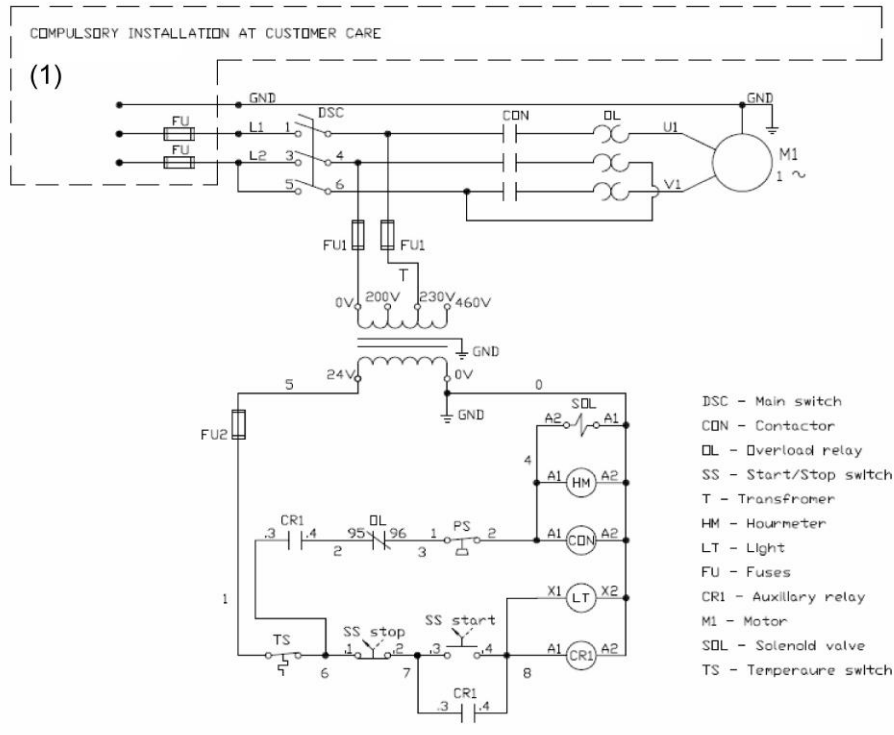 COMPULSORY INSTALLATION AT CUSTOMER CARE
(1)
GND
GND
FU
L1
1
DSC
CON
OL
U1
FU
L2
3
4
M1
1 ~
5
6
V1
FU1
FU1
T
0V
200V
230V
460V
GND
24V
0V
5
0
GND
SOL
FU2
A2
A1
4
A1
HM
A2
CR1
OL
PS
.3
.4
95
96
1
2
A1
CON
A2
2
3
1
X1
LT
X2
SS start
SS stop
TS
.1
.2
.3
.4
A1
CR1
A2
6
7
8
CR1
.3
.4
DSC - Main switch
CON - Contactor
OL - Overload relay
SS - Start/Stop switch
T - Transfromer
HM - Hourmeter
LT - Light
FU - Fuses
CR1 - Auxillary relay
M1 - Motor
SOL - Solenoid valve
TS - Temperaure switch